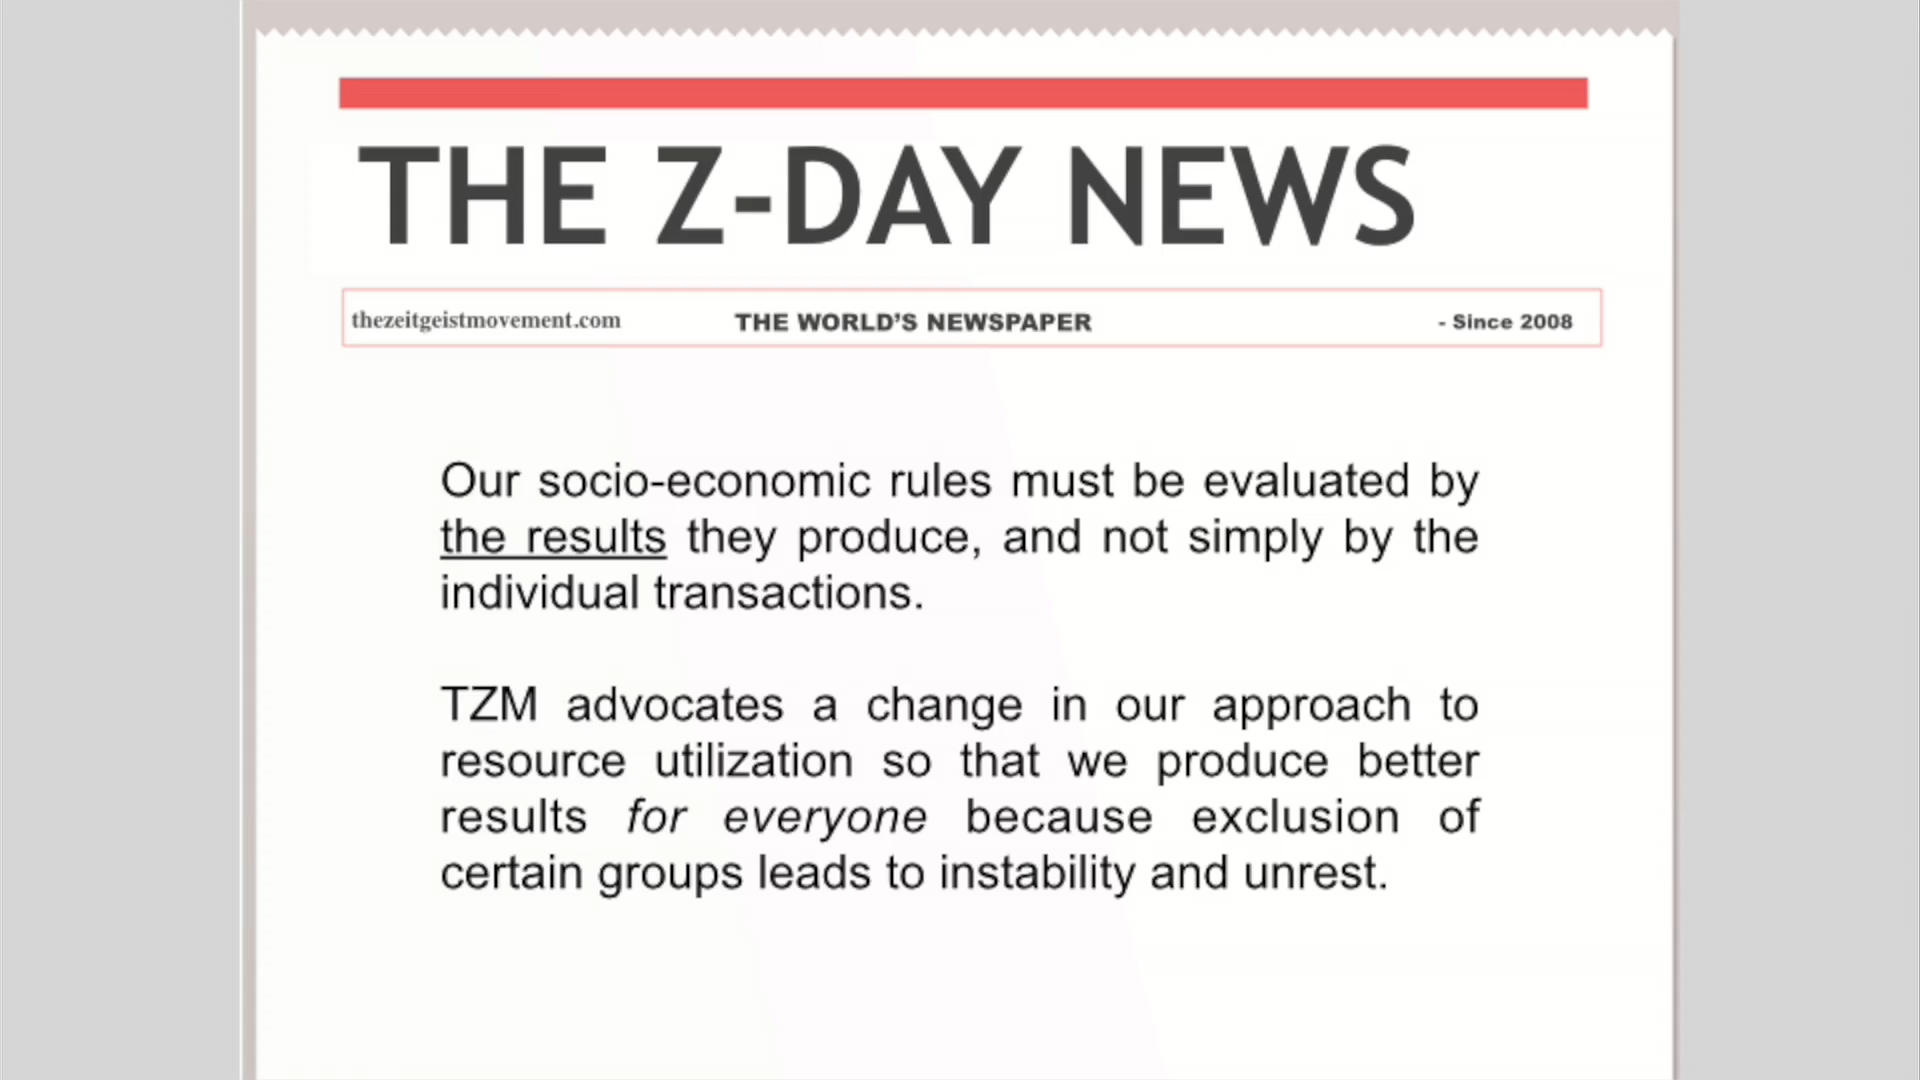 THE Z-DAY NEWS
thezeitgeistmovement.com THE WORLD'S NEWSPAPER - Since 2008
Our socio-economic rules must be evaluated by
the results they produce, and not simply by the
individual transactions.
TZM advocates a change in our approach to
resource utilization so that we produce better
results for everyone because exclusion of
certain groups leads to instability and unrest.